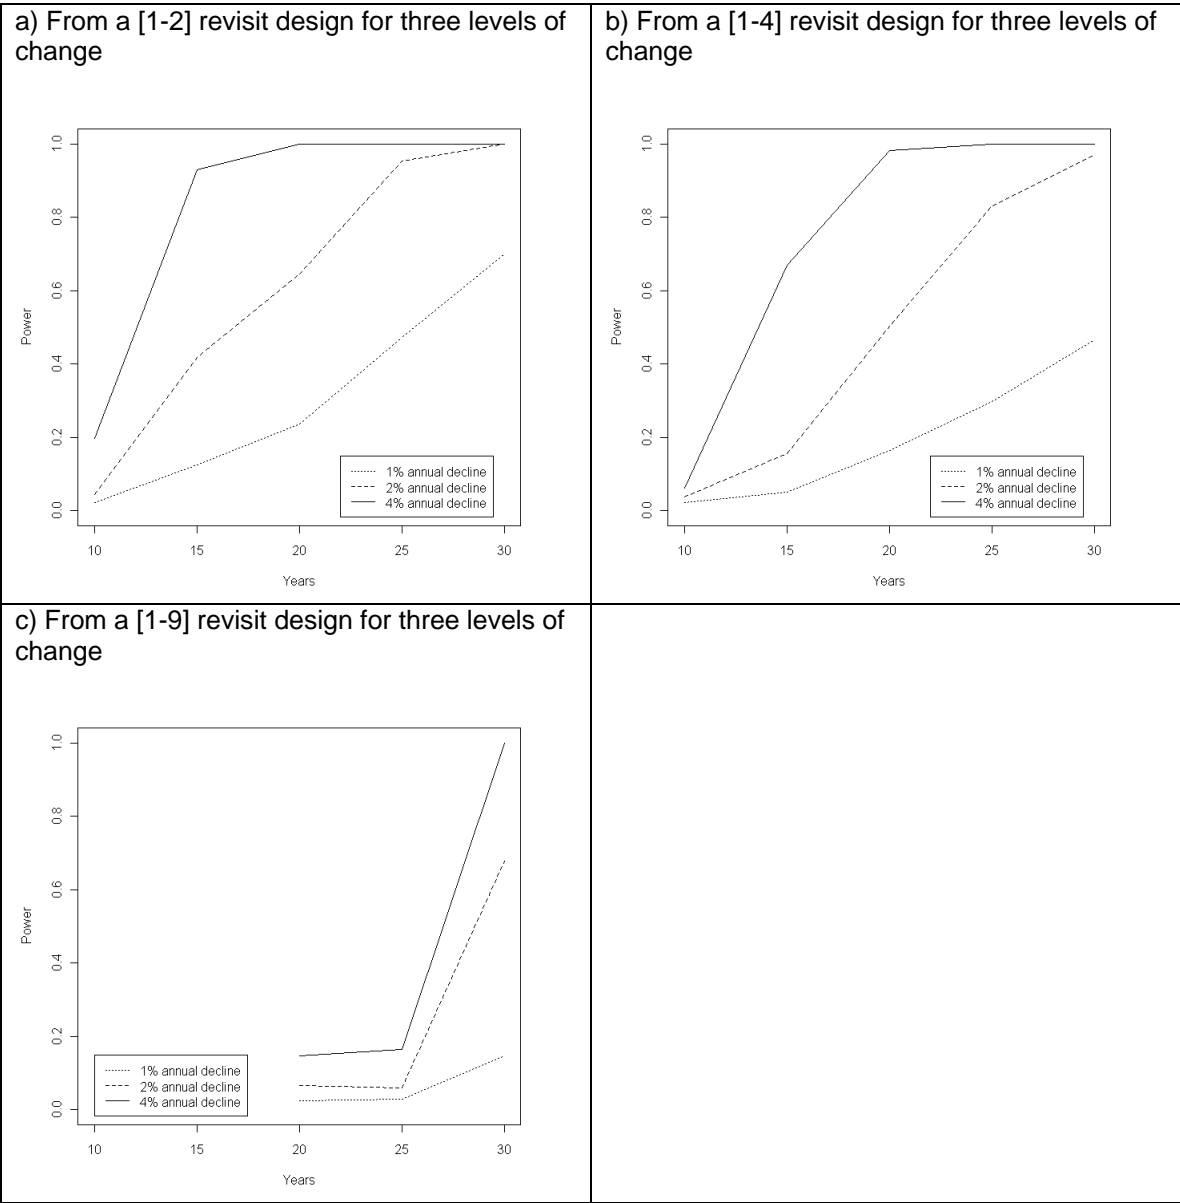 a) From a [1-2] revisit design for three levels of
change
1.0
0.8
0.6
0.4
0.2
0.0
Power
1% annual decline
2% annual decline
4% annual decline
10 15 20 25 30
Years
b) From a [1-4] revisit design for three levels of
change
1.0
0.8
0.6
0.4
0.2
0.0
Power
1% annual decline
2% annual decline
4% annual decline
10 15 20 25 30
Years
c) From a [1-9] revisit design for three levels of
change
1.0
0.8
0.6
0.4
0.2
0.0
Power
1% annual decline
2% annual decline
4% annual decline
10 15 20 25 30
Years